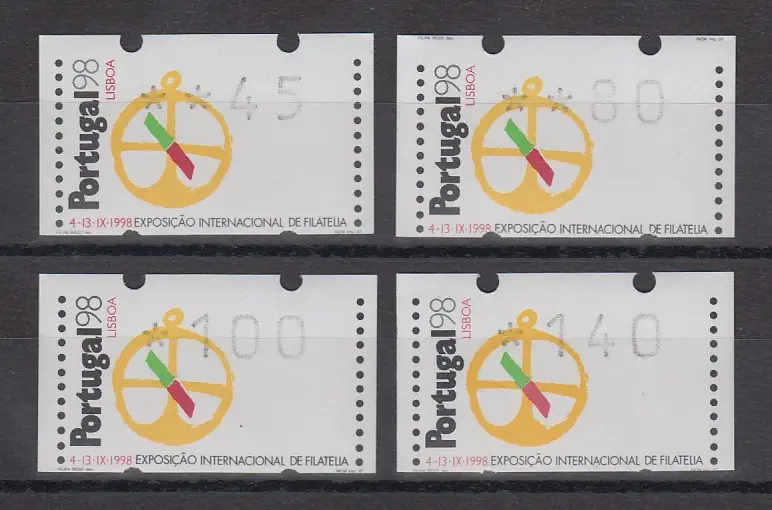 Portugal98
LISBOA
**45
4-13-IX-1998 EXPOSIÇÃO INTERNACIONAL DE FILATELIA
Portugal98
LISBOA
**80
4-13-IX-1998 EXPOSIÇÃO INTERNACIONAL DE FILATELIA
Portugal98
LISBOA
*100
4-13-IX-1998 EXPOSIÇÃO INTERNACIONAL DE FILATELIA
Portugal98
LISBOA
*140
4-13-IX-1998 EXPOSIÇÃO INTERNACIONAL DE FILATELIA